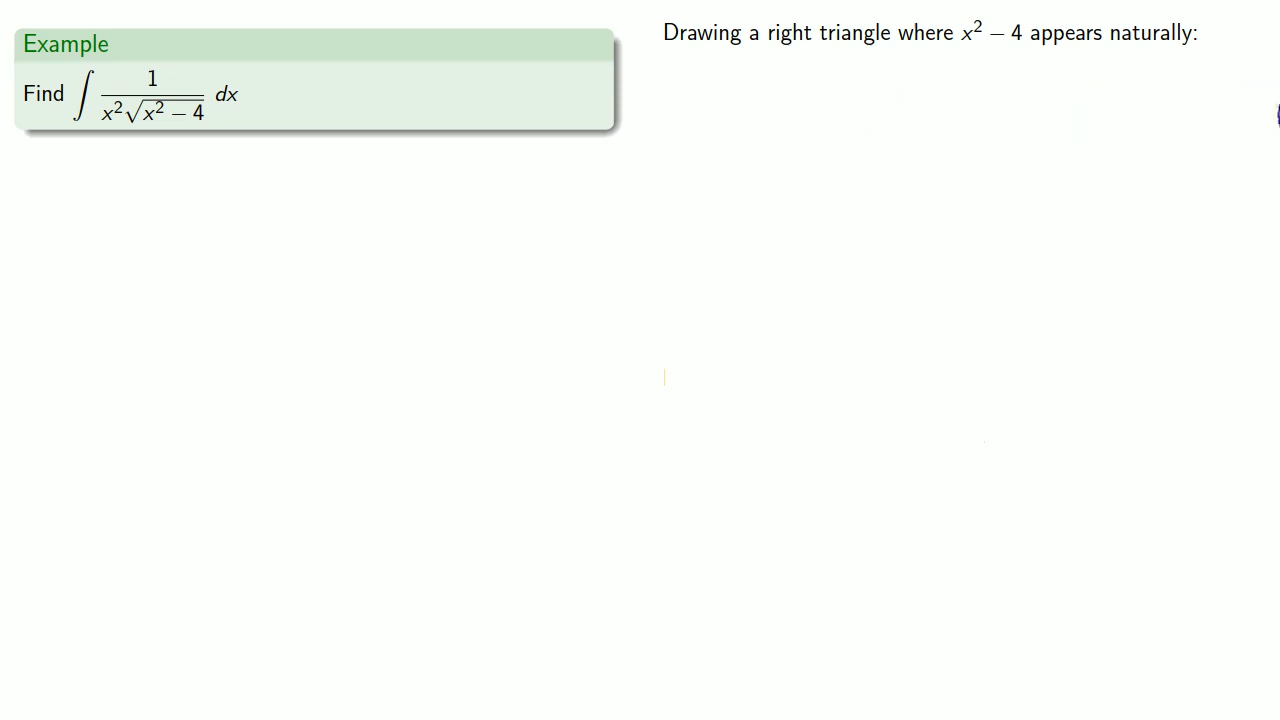 Example
Find ∫ 1/(x²√(x² − 4)) dx
Drawing a right triangle where x² − 4 appears naturally: